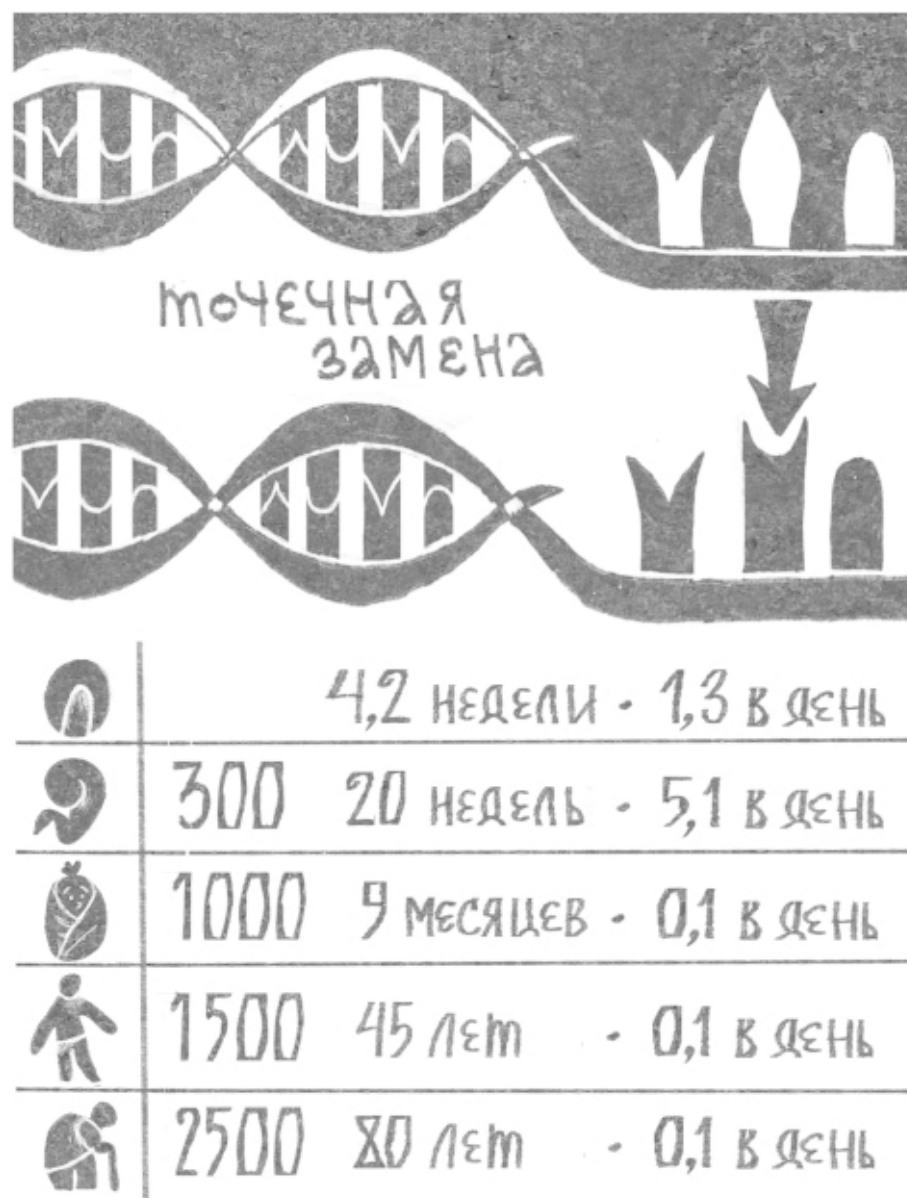 точечная
замена
4,2 недели · 1,3 в день
300 20 недель · 5,1 в день
1000 9 месяцев · 0,1 в день
1500 45 лет · 0,1 в день
2500 80 лет · 0,1 в день